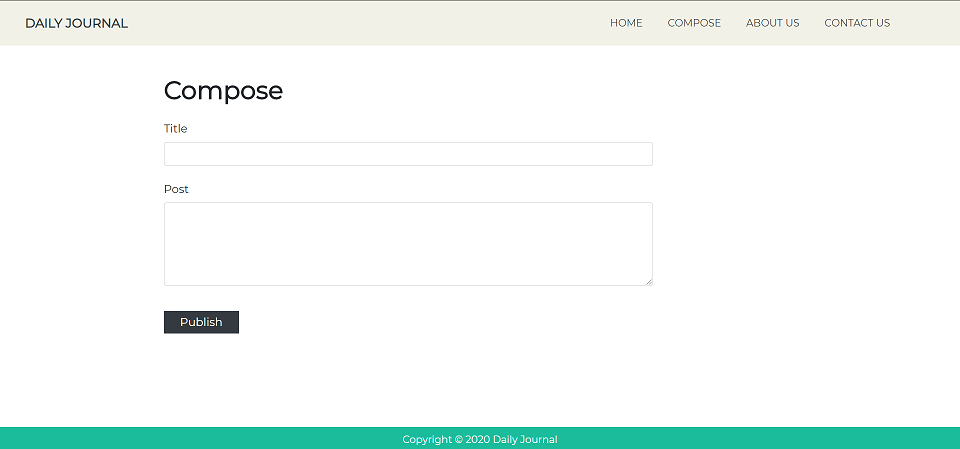 DAILY JOURNAL HOME COMPOSE ABOUT US CONTACT US
Compose
Title
Post
Publish
Copyright © 2020 Daily Journal